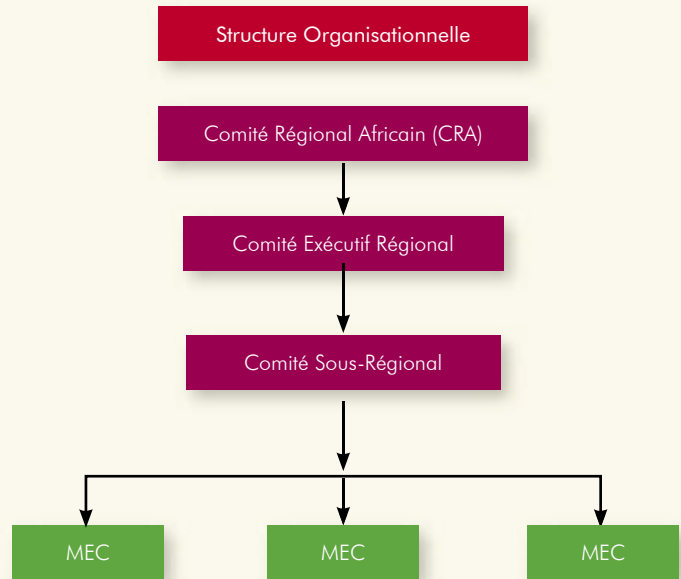 Structure Organisationnelle
Comité Régional Africain (CRA)
Comité Exécutif Régional
Comité Sous-Régional
MEC
MEC
MEC